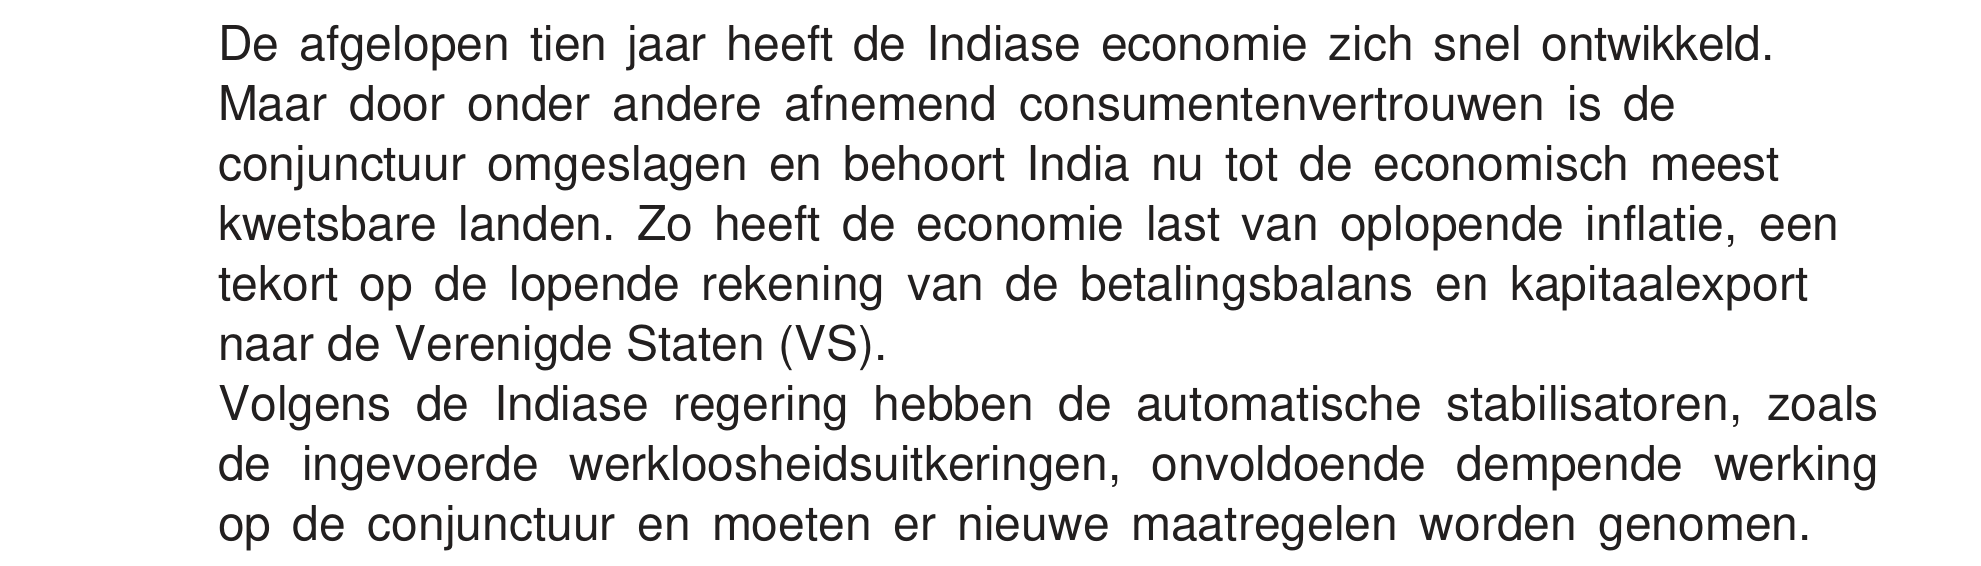 De afgelopen tien jaar heeft de Indiase economie zich snel ontwikkeld.
Maar door onder andere afnemend consumentenvertrouwen is de
conjunctuur omgeslagen en behoort India nu tot de economisch meest
kwetsbare landen. Zo heeft de economie last van oplopende inflatie, een
tekort op de lopende rekening van de betalingsbalans en kapitaalexport
naar de Verenigde Staten (VS).
Volgens de Indiase regering hebben de automatische stabilisatoren, zoals
de ingevoerde werkloosheidsuitkeringen, onvoldoende dempende werking
op de conjunctuur en moeten er nieuwe maatregelen worden genomen.